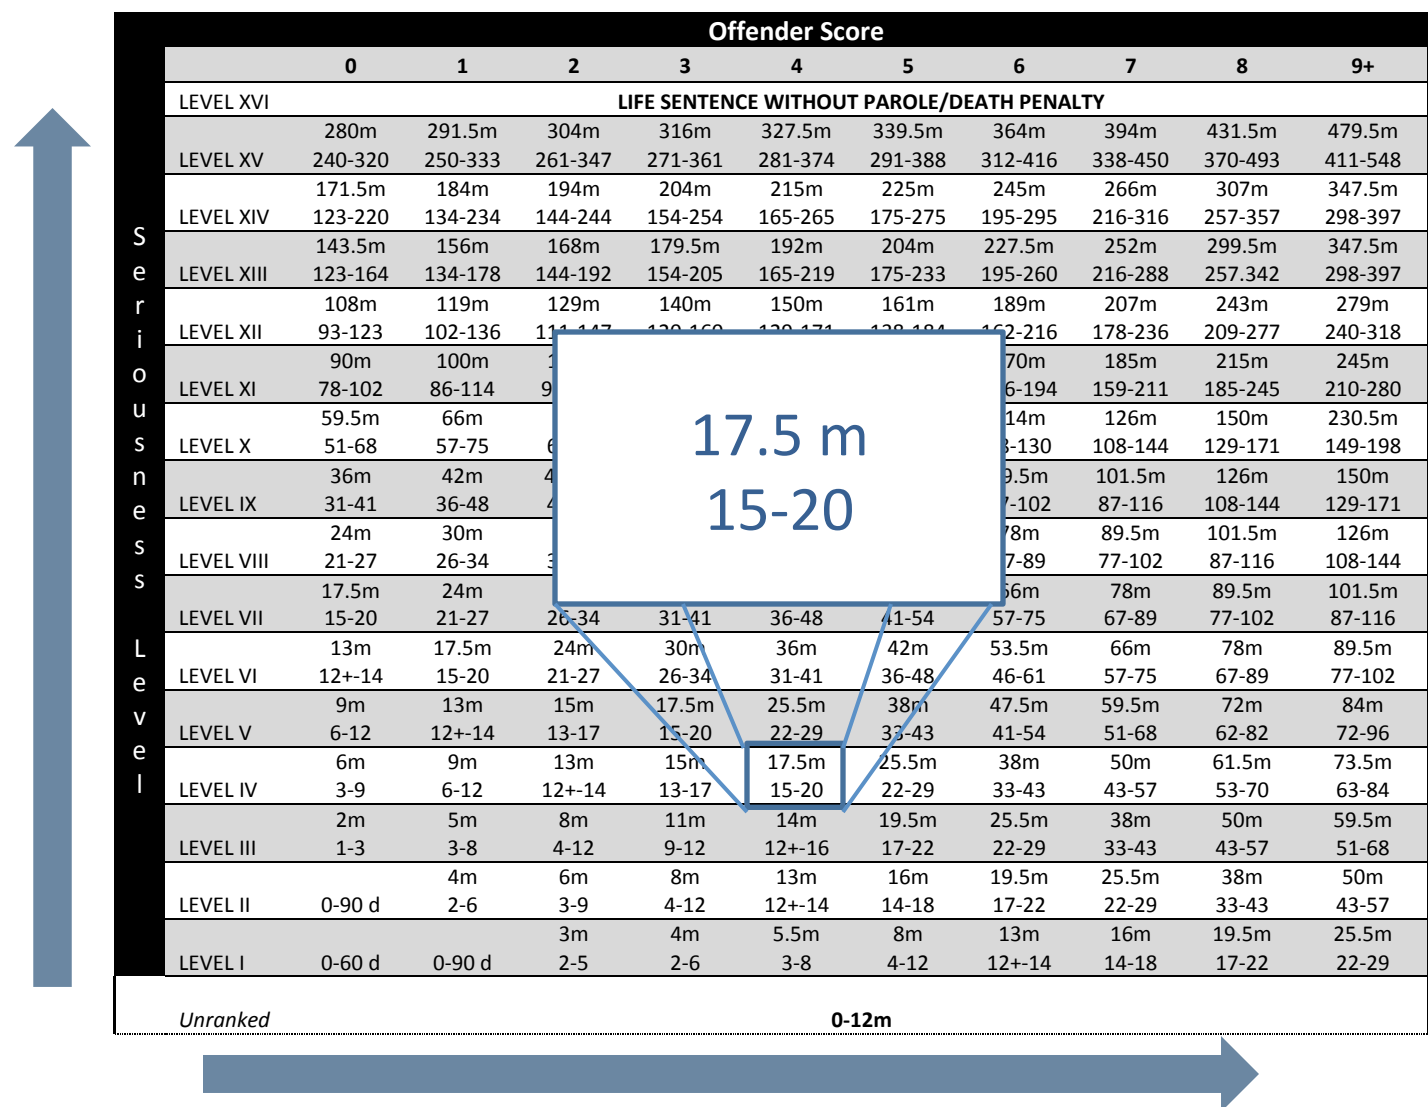 Offender Score
0 1 2 3 4 5 6 7 8 9+
Seriousness Level
LEVEL XVI LIFE SENTENCE WITHOUT PAROLE/DEATH PENALTY
280m 291.5m 304m 316m 327.5m 339.5m 364m 394m 431.5m 479.5m
LEVEL XV 240-320 250-333 261-347 271-361 281-374 291-388 312-416 338-450 370-493 411-548
171.5m 184m 194m 204m 215m 225m 245m 266m 307m 347.5m
LEVEL XIV 123-220 134-234 144-244 154-254 165-265 175-275 195-295 216-316 257-357 298-397
143.5m 156m 168m 179.5m 192m 204m 227.5m 252m 299.5m 347.5m
LEVEL XIII 123-164 134-178 144-192 154-205 165-219 175-233 195-260 216-288 257.342 298-397
108m 119m 129m 140m 150m 161m 189m 207m 243m 279m
LEVEL XII 93-123 102-136 178-236 209-277 240-318
90m 100m 185m 215m 245m
LEVEL XI 78-102 86-114 159-211 185-245 210-280
59.5m 66m 126m 150m 230.5m
LEVEL X 51-68 57-75 108-144 129-171 149-198
36m 42m 101.5m 126m 150m
LEVEL IX 31-41 36-48 87-116 108-144 129-171
24m 30m 89.5m 101.5m 126m
LEVEL VIII 21-27 26-34 77-102 87-116 108-144
17.5 m
15-20
17.5m 24m 78m 89.5m 101.5m
LEVEL VII 15-20 21-27 26-34 31-41 36-48 41-54 57-75 67-89 77-102 87-116
13m 17.5m 24m 30m 36m 42m 53.5m 66m 78m 89.5m
LEVEL VI 12+-14 15-20 21-27 26-34 31-41 36-48 46-61 57-75 67-89 77-102
9m 13m 15m 17.5m 25.5m 38m 47.5m 59.5m 72m 84m
LEVEL V 6-12 12+-14 13-17 15-20 22-29 33-43 41-54 51-68 62-82 72-96
6m 9m 13m 15m 17.5m 25.5m 38m 50m 61.5m 73.5m
LEVEL IV 3-9 6-12 12+-14 13-17 15-20 22-29 33-43 43-57 53-70 63-84
2m 5m 8m 11m 14m 19.5m 25.5m 38m 50m 59.5m
LEVEL III 1-3 3-8 4-12 9-12 12+-16 17-22 22-29 33-43 43-57 51-68
4m 6m 8m 13m 16m 19.5m 25.5m 38m 50m
LEVEL II 0-90 d 2-6 3-9 4-12 12+-14 14-18 17-22 22-29 33-43 43-57
3m 4m 5.5m 8m 13m 16m 19.5m 25.5m
LEVEL I 0-60 d 0-90 d 2-5 2-6 3-8 4-12 12+-14 14-18 17-22 22-29
Unranked 0-12m